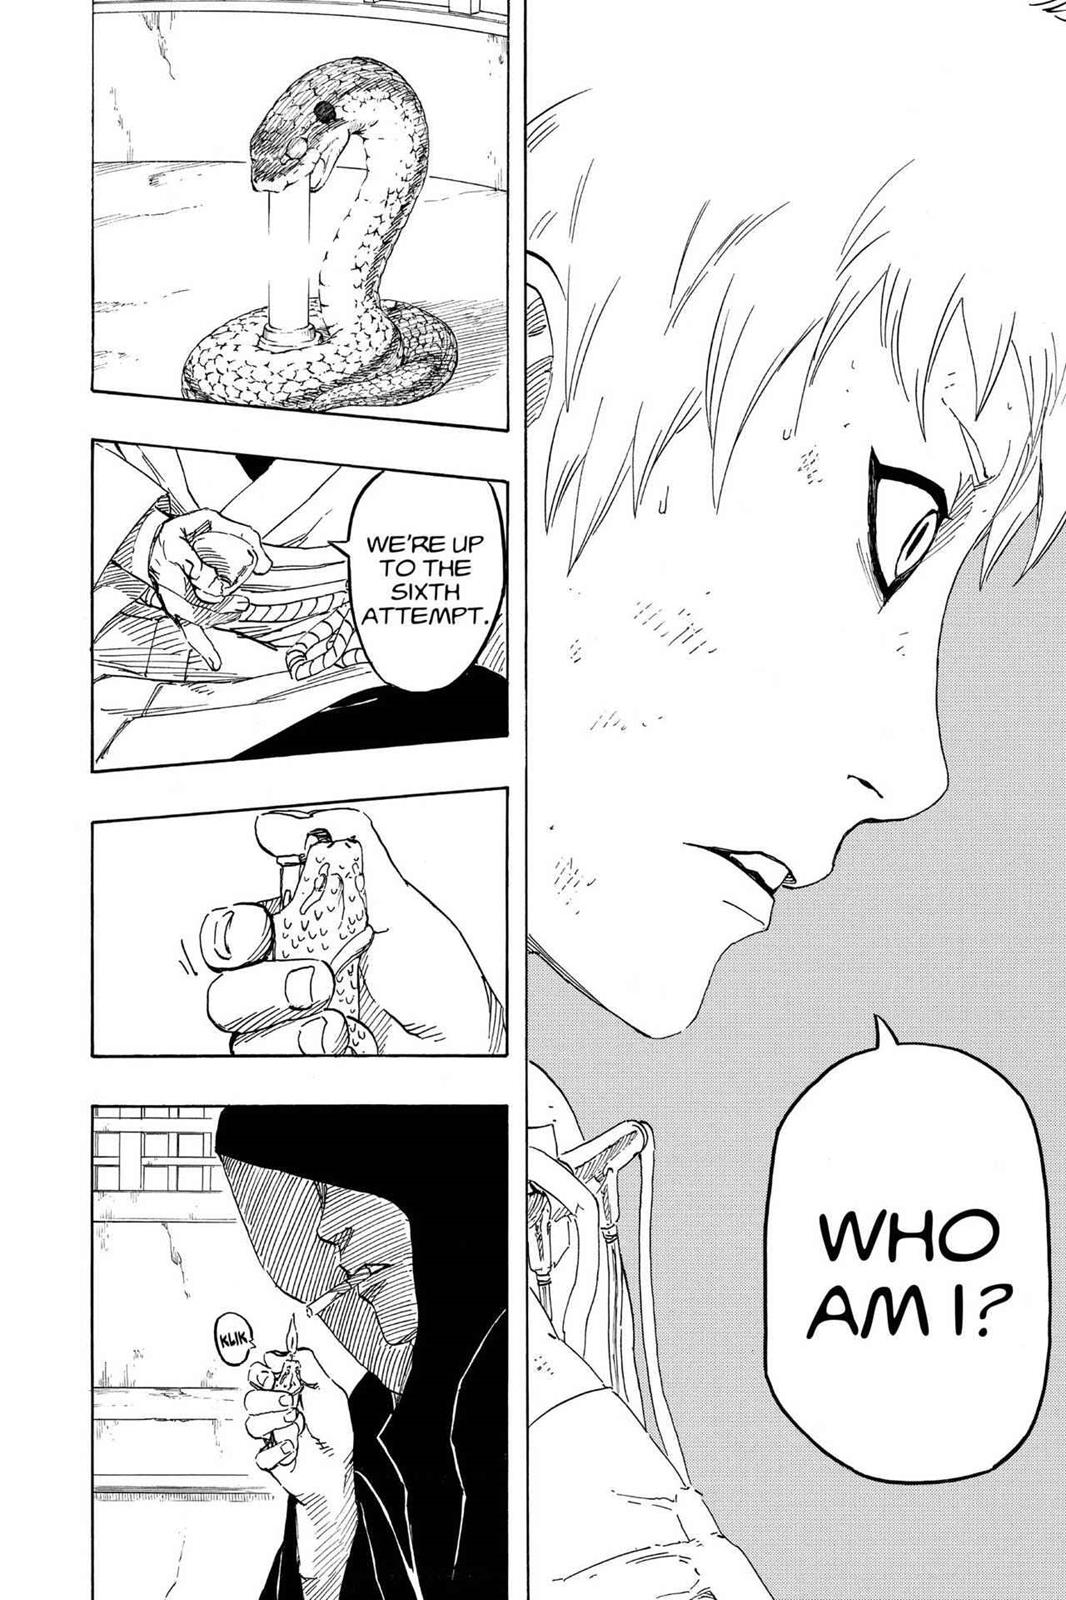 WHO
AM I?
WE'RE UP
TO THE
SIXTH
ATTEMPT.
KLIK